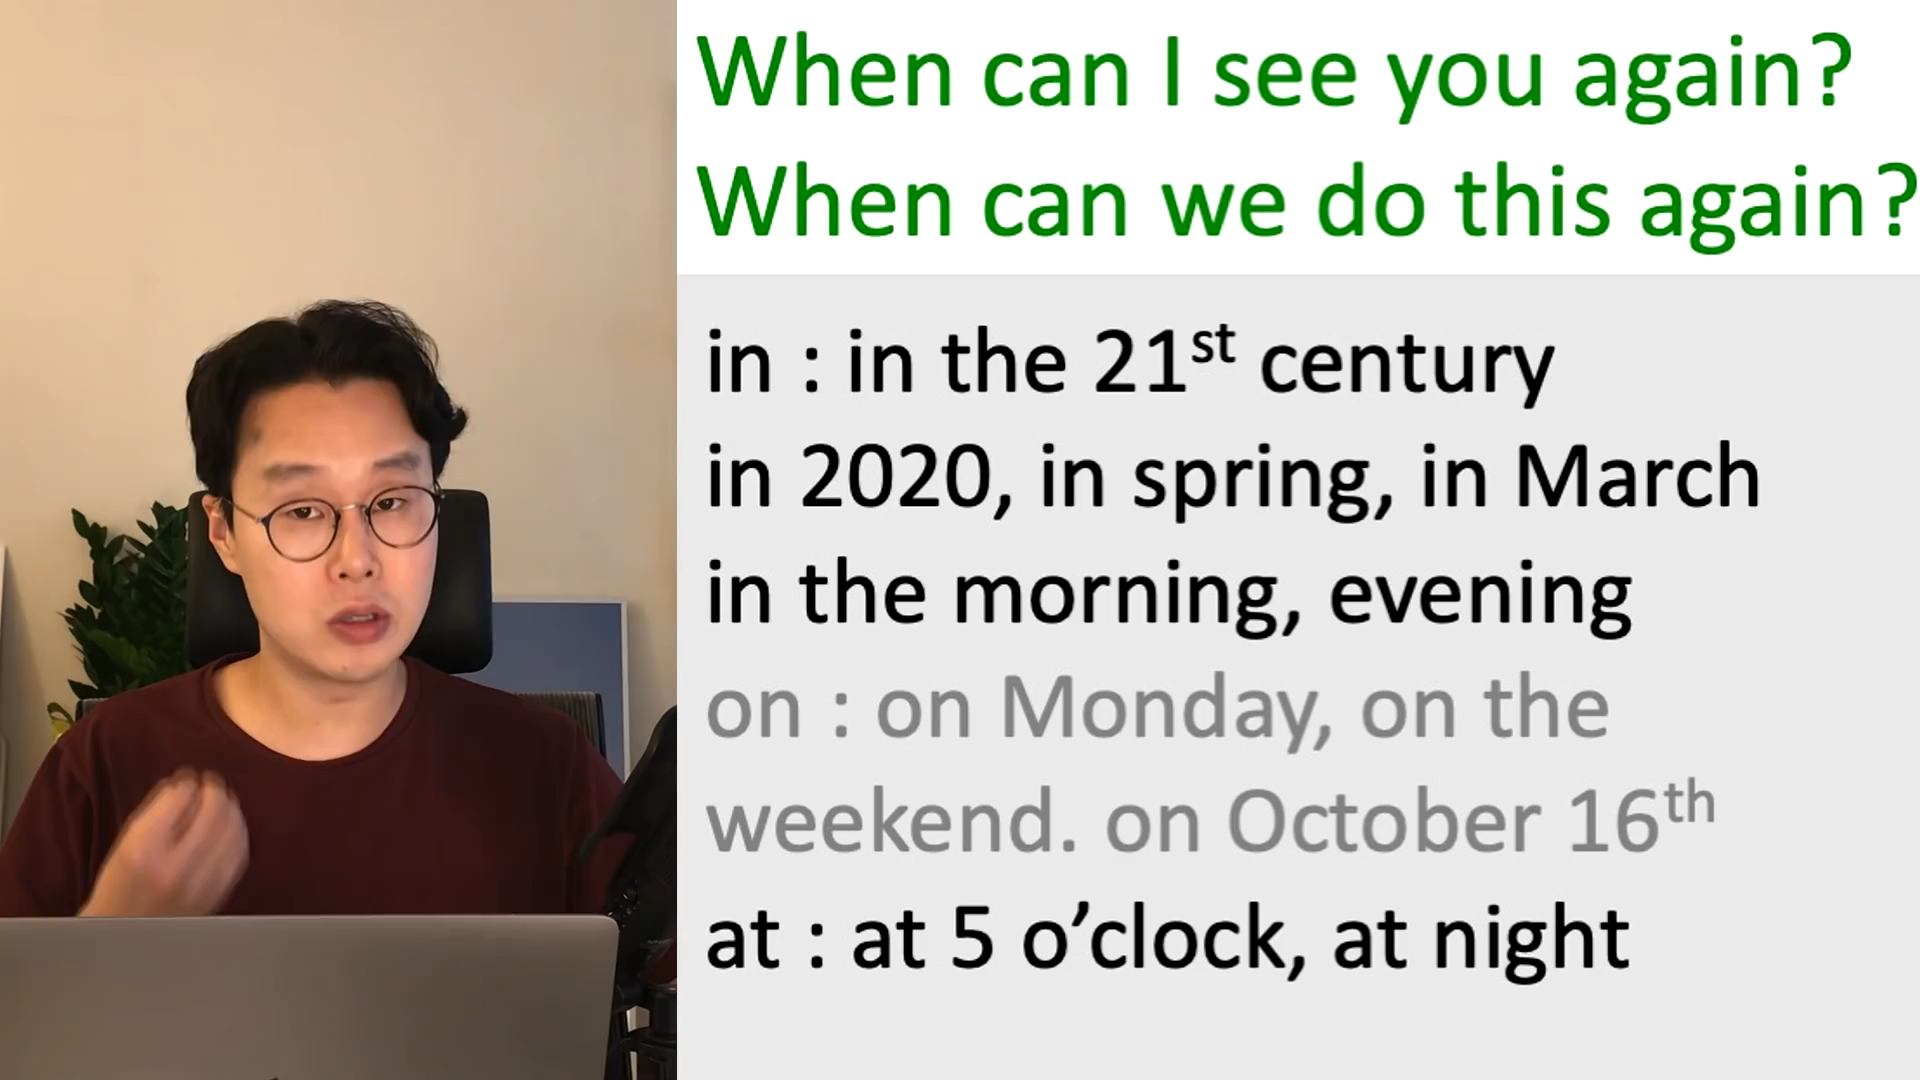 When can I see you again?
When can we do this again?
in : in the 21st century
in 2020, in spring, in March
in the morning, evening
on : on Monday, on the
weekend. on October 16th
at : at 5 o’clock, at night